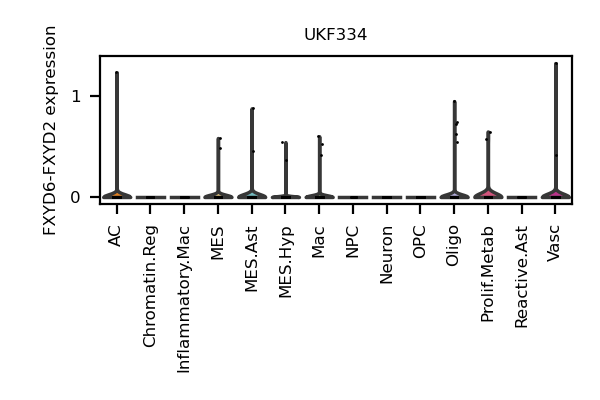 UKF334
FXYD6-FXYD2 expression
1
0
AC
Chromatin.Reg
Inflammatory.Mac
MES
MES.Ast
MES.Hyp
Mac
NPC
Neuron
OPC
Oligo
Prolif.Metab
Reactive.Ast
Vasc